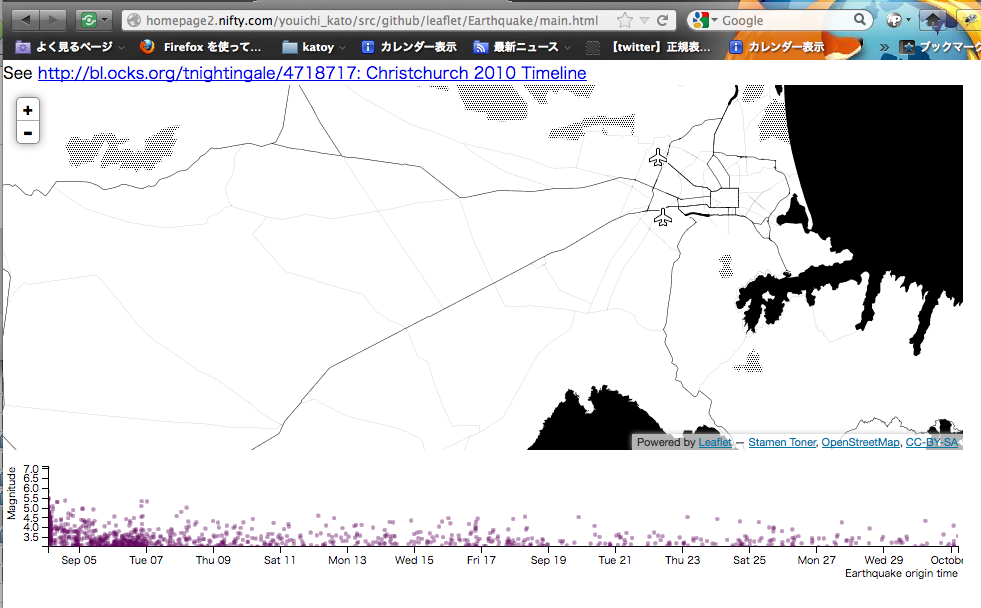 homepage2.nifty.com/youichi_kato/src/github/leaflet/Earthquake/main.html
Google
よく見るページ
Firefox を使って...
katoy
カレンダー表示
最新ニュース
【twitter】正規表...
カレンダー表示
»
ブックマーク
See http://bl.ocks.org/tnightingale/4718717: Christchurch 2010 Timeline
+
-
Powered by Leaflet — Stamen Toner, OpenStreetMap, CC-BY-SA
Magnitude
7.0
6.5
6.0
5.5
5.0
4.5
4.0
3.5
Sep 05 Tue 07 Thu 09 Sat 11 Mon 13 Wed 15 Fri 17 Sep 19 Tue 21 Thu 23 Sat 25 Mon 27 Wed 29 Octobe
Earthquake origin time